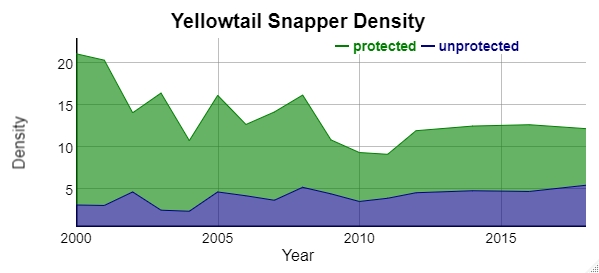 Yellowtail Snapper Density
protected unprotected
20
15
10
5
Density
2000 2005 2010 2015
Year